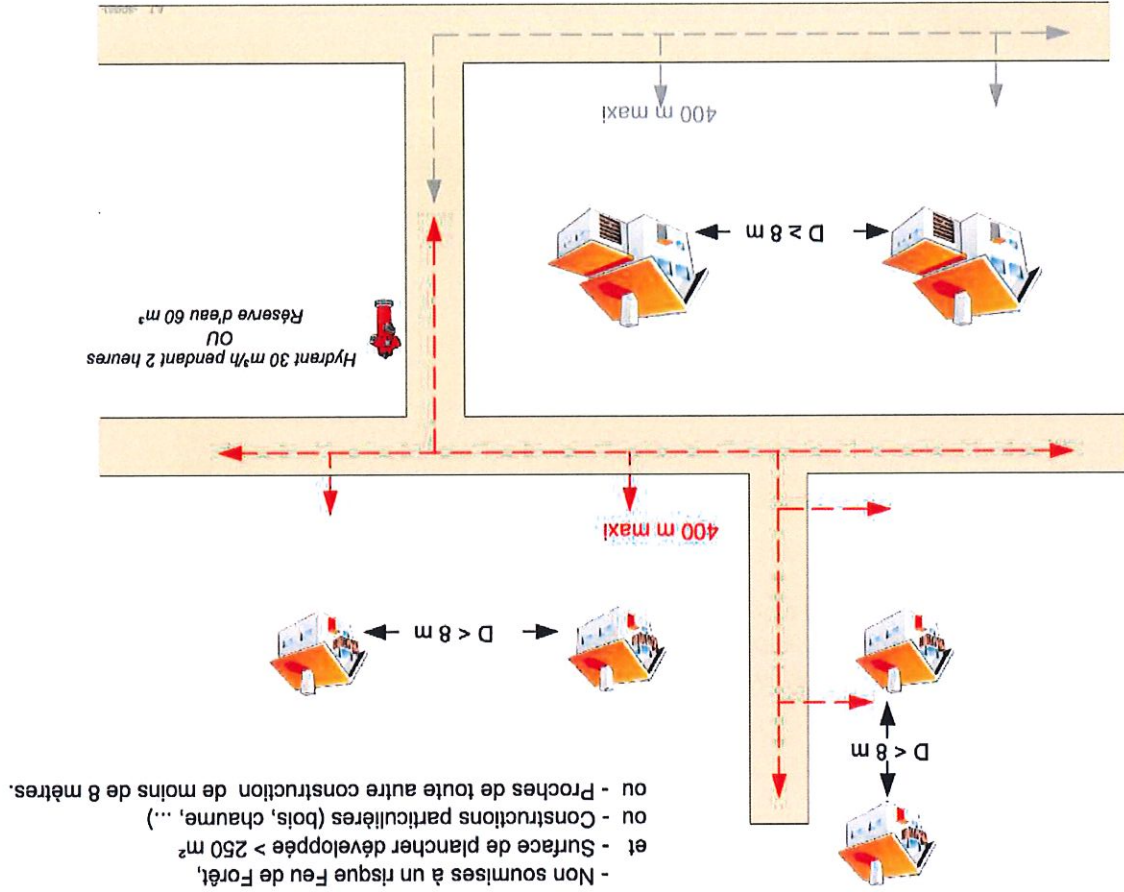 - Non soumises à un risque Feu de Forêt,
et - Surface de plancher développée > 250 m²
ou - Constructions particulières (bois, chaume, ...)
ou - Proches de toute autre construction de moins de 8 mètres.
D < 8 m
D < 8 m
400 m maxi
Hydrant 30 m³/h pendant 2 heures
OU
Réserve d'eau 60 m³
D ≥ 8 m
400 m maxi